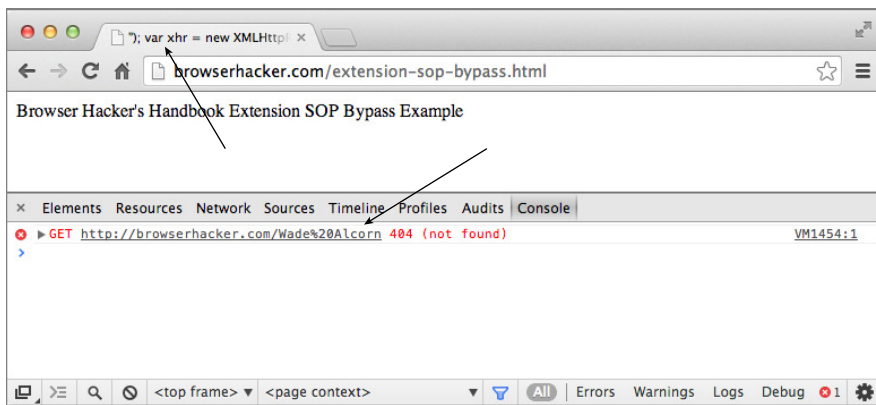 "); var xhr = new XMLHttpR
browserhacker.com/extension-sop-bypass.html
Browser Hacker's Handbook Extension SOP Bypass Example
Elements Resources Network Sources Timeline Profiles Audits Console
GET http://browserhacker.com/Wade%20Alcorn 404 (not found) VM1454:1
<top frame> <page context> All Errors Warnings Logs Debug 1